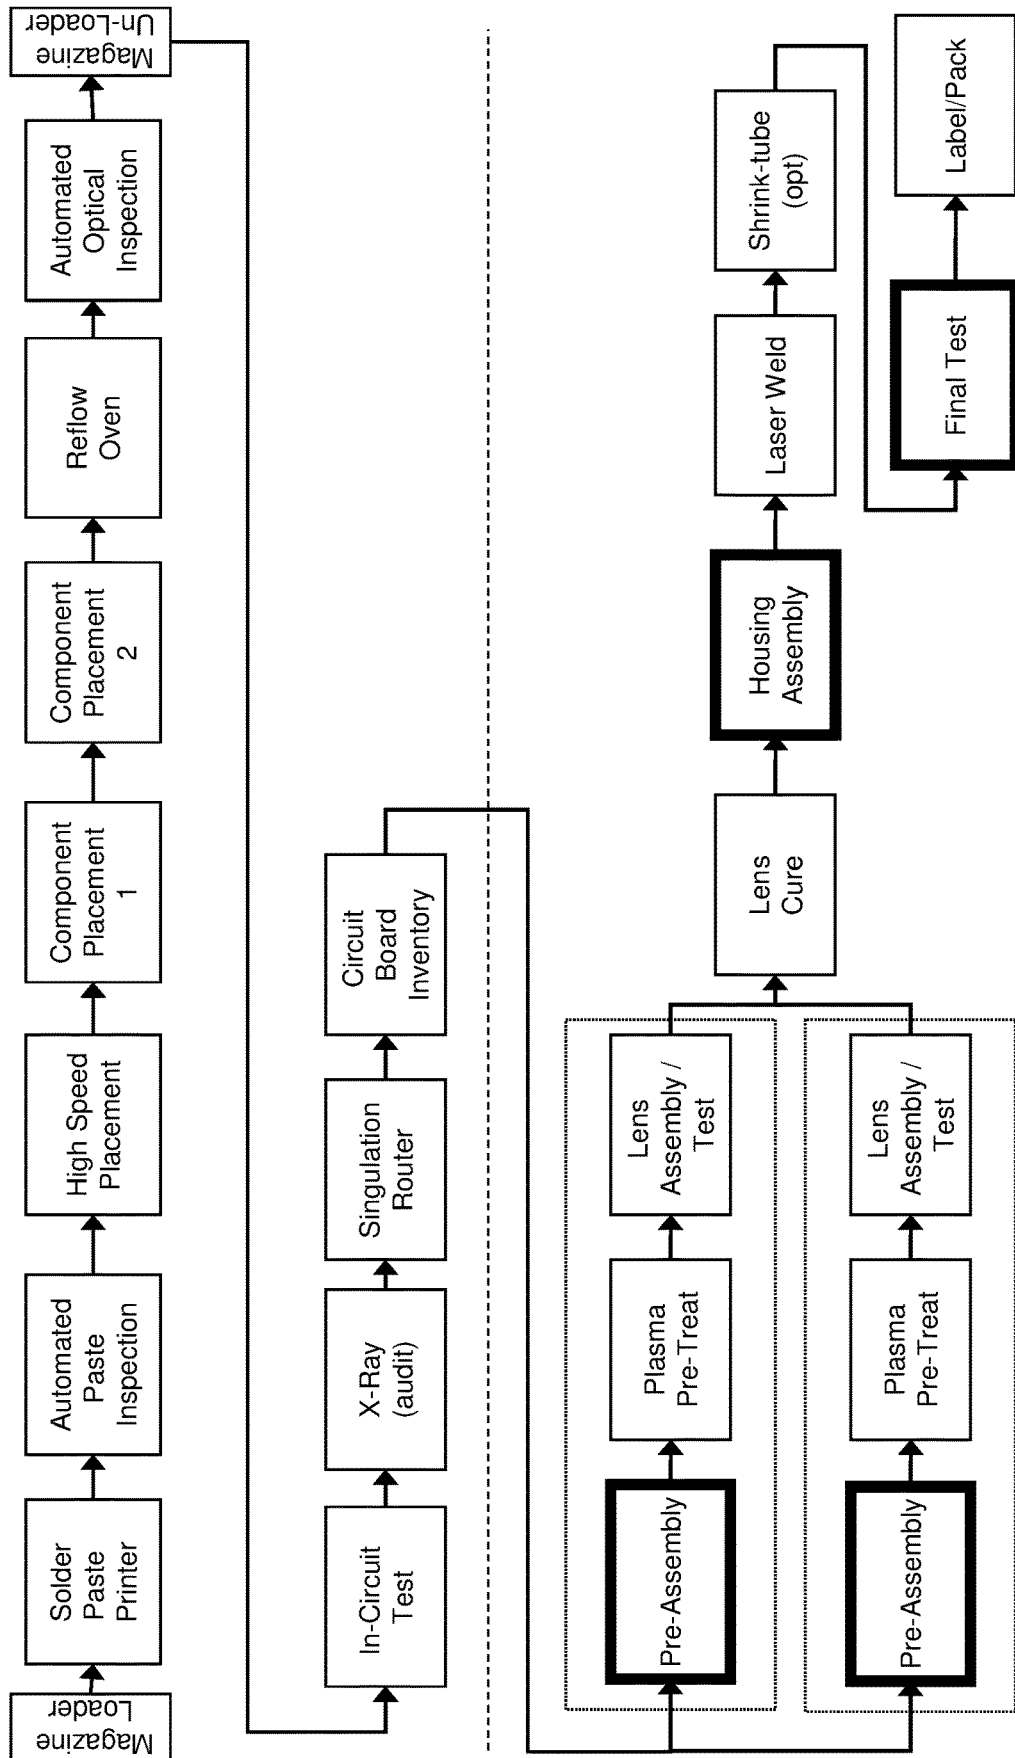 Magazine
Loader
Solder
Paste
Printer
Automated
Paste
Inspection
High Speed
Placement
Component
Placement
1
Component
Placement
2
Reflow
Oven
Automated
Optical
Inspection
Magazine
Un-Loader
In-Circuit
Test
X-Ray
(audit)
Singulation
Router
Circuit
Board
Inventory
Pre-Assembly
Plasma
Pre-Treat
Lens
Assembly /
Test
Pre-Assembly
Plasma
Pre-Treat
Lens
Assembly /
Test
Lens
Cure
Housing
Assembly
Laser Weld
Shrink-tube
(opt)
Final Test
Label/Pack